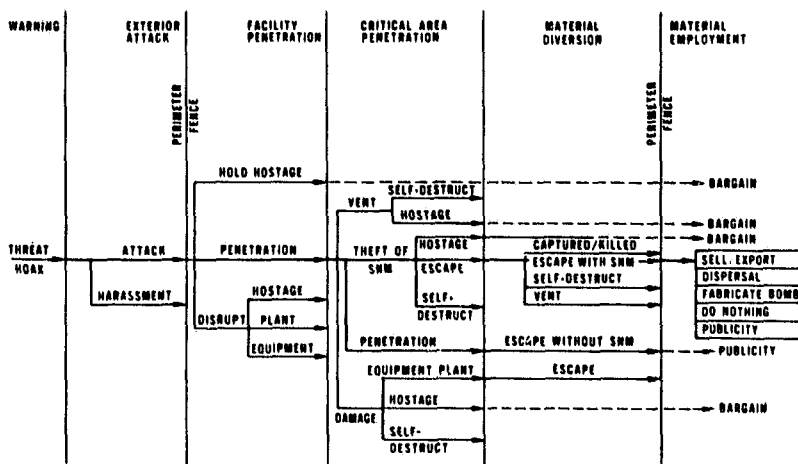 WARNING
EXTERIOR
ATTACK
FACILITY
PENETRATION
CRITICAL AREA
PENETRATION
MATERIAL
DIVERSION
MATERIAL
EMPLOYMENT
PERIMETER
FENCE
PERIMETER
FENCE
HOLD HOSTAGE
BARGAIN
VENT
SELF-DESTRUCT
HOSTAGE
BARGAIN
THREAT
HOAX
ATTACK
HARASSMENT
PENETRATION
DISRUPT
HOSTAGE
PLANT
EQUIPMENT
THEFT OF
SNM
HOSTAGE
BARGAIN
ESCAPE
SELF-
DESTRUCT
CAPTURED/KILLED
ESCAPE WITH SNM
SELF-DESTRUCT
VENT
SELL, EXPORT
DISPERSAL
FABRICATE BOMB
DO NOTHING
PUBLICITY
PENETRATION
ESCAPE WITHOUT SNM
PUBLICITY
DAMAGE
EQUIPMENT PLANT
ESCAPE
HOSTAGE
BARGAIN
SELF-
DESTRUCT